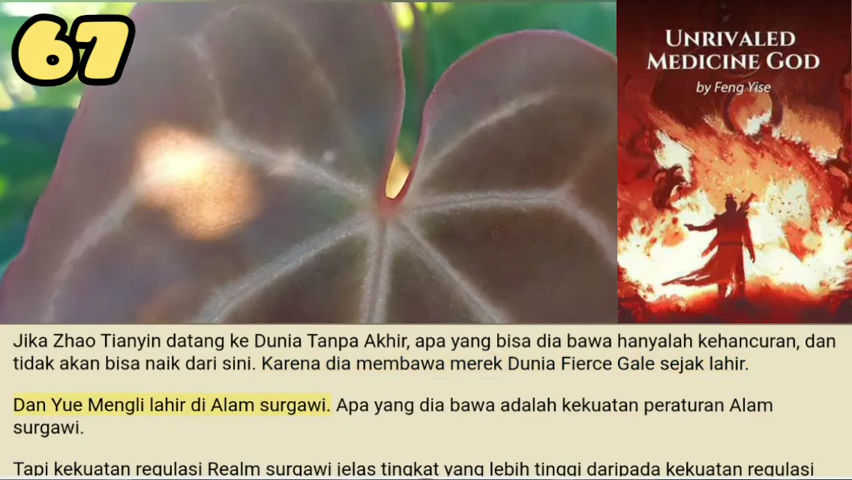 67
UNRIVALED
MEDICINE GOD
by Feng Yise
Jika Zhao Tianyin datang ke Dunia Tanpa Akhir, apa yang bisa dia bawa hanyalah kehancuran, dan
tidak akan bisa naik dari sini. Karena dia membawa merek Dunia Fierce Gale sejak lahir.
Dan Yue Mengli lahir di Alam surgawi. Apa yang dia bawa adalah kekuatan peraturan Alam
surgawi.
Tapi kekuatan regulasi Realm surgawi jelas tingkat yang lebih tinggi daripada kekuatan regulasi